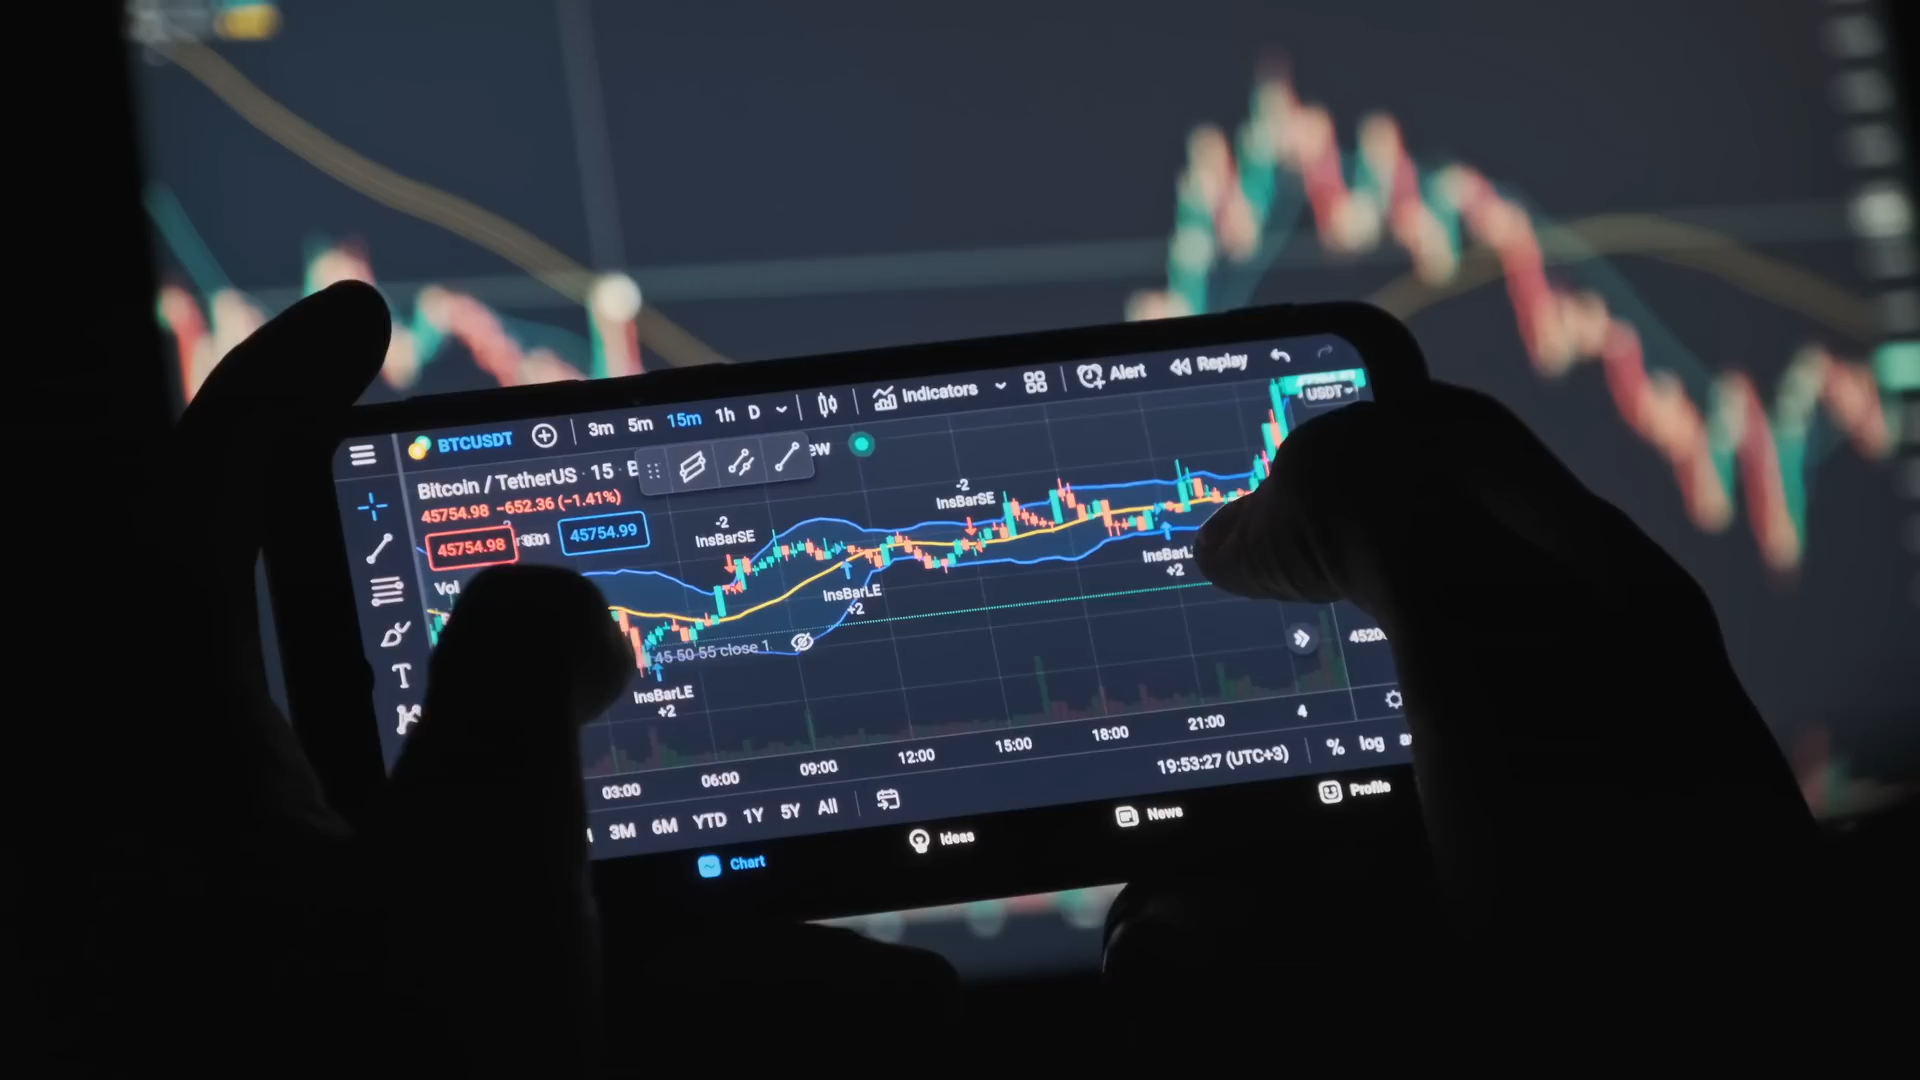 BTCUSDT 3m 5m 15m 1h D Indicators Alert Replay
Bitcoin / TetherUS · 15 ·
45754.98 −652.36 (−1.41%)
45754.98 45754.99
USDT
Vol
-2
InsBarSE
-2
InsBarSE
InsBarLE
+2
InsBarL
+2
45 50 55 close 1
InsBarLE
+2
T
03:00 06:00 09:00 12:00 15:00 18:00 21:00 4
19:53:27 (UTC+3) % log
3M 6M YTD 1Y 5Y All
Chart Ideas News Profile